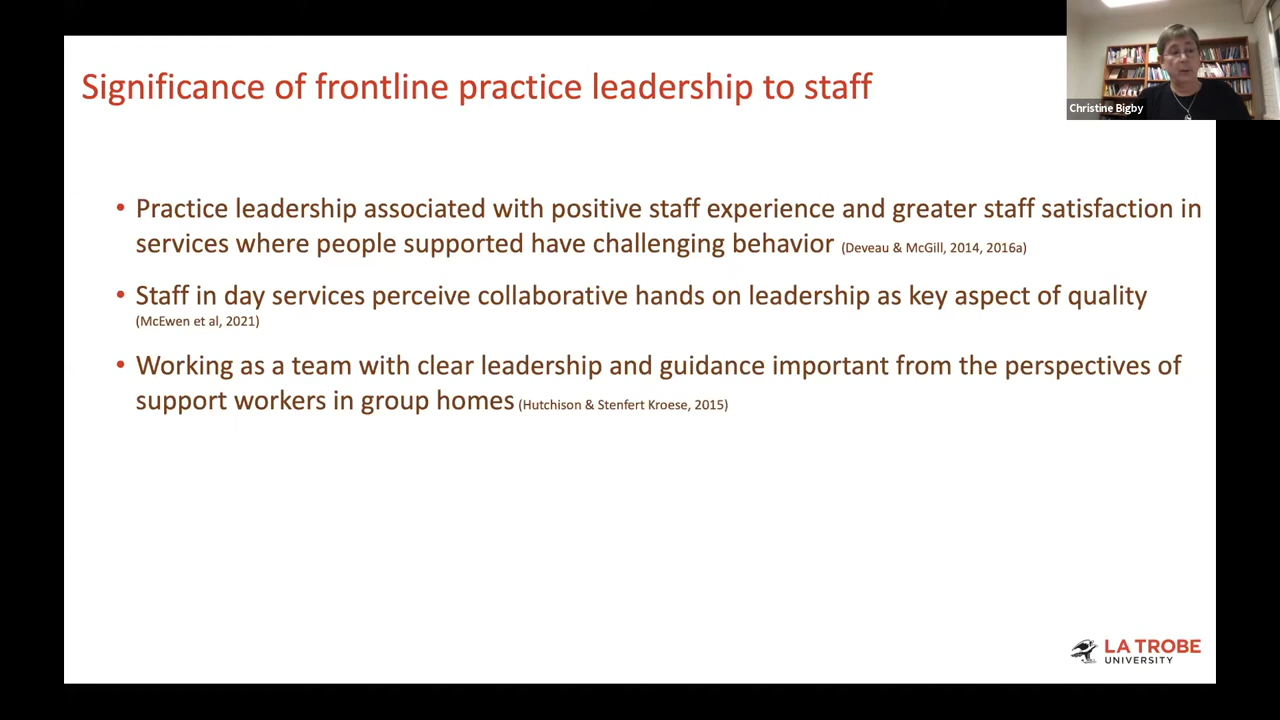 Significance of frontline practice leadership to staff
Christine Bigby
• Practice leadership associated with positive staff experience and greater staff satisfaction in
services where people supported have challenging behavior (Deveau & McGill, 2014, 2016a)
• Staff in day services perceive collaborative hands on leadership as key aspect of quality
(McEwen et al, 2021)
• Working as a team with clear leadership and guidance important from the perspectives of
support workers in group homes (Hutchison & Stenfert Kroese, 2015)
LA TROBE
UNIVERSITY